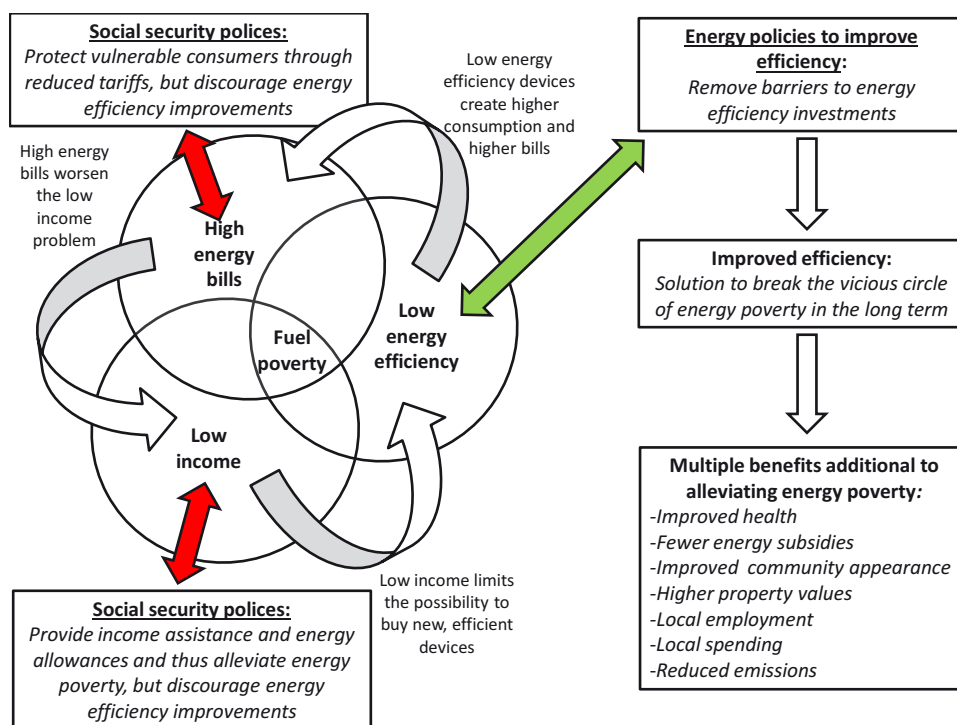 Social security polices:
Protect vulnerable consumers through
reduced tariffs, but discourage energy
efficiency improvements
Low energy
efficiency devices
create higher
consumption and
higher bills
Energy policies to improve
efficiency:
Remove barriers to energy
efficiency investments
High energy
bills worsen
the low
income
problem
High
energy
bills
Low
energy
efficiency
Fuel
poverty
Low
income
Improved efficiency:
Solution to break the vicious circle
of energy poverty in the long term
Low income limits
the possibility to
buy new, efficient
devices
Social security polices:
Provide income assistance and energy
allowances and thus alleviate energy
poverty, but discourage energy
efficiency improvements
Multiple benefits additional to
alleviating energy poverty:
-Improved health
-Fewer energy subsidies
-Improved community appearance
-Higher property values
-Local employment
-Local spending
-Reduced emissions